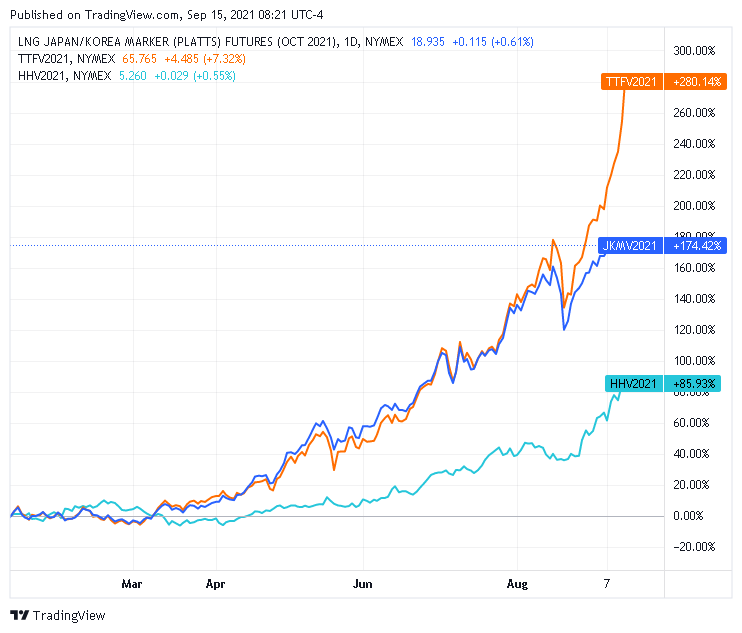 Published on TradingView.com, Sep 15, 2021 08:21 UTC-4
LNG JAPAN/KOREA MARKER (PLATTS) FUTURES (OCT 2021), 1D, NYMEX 18.935 +0.115 (+0.61%)
TTFV2021, NYMEX 65.765 +4.485 (+7.32%)
HHV2021, NYMEX 5.260 +0.029 (+0.55%)
300.00%
TTFV2021 +280.14%
260.00%
240.00%
220.00%
200.00%
180.00%
JKMV2021 +174.42%
160.00%
140.00%
120.00%
100.00%
HHV2021 +85.93%
80.00%
60.00%
40.00%
20.00%
0.00%
−20.00%
Mar Apr Jun Aug 7
TradingView